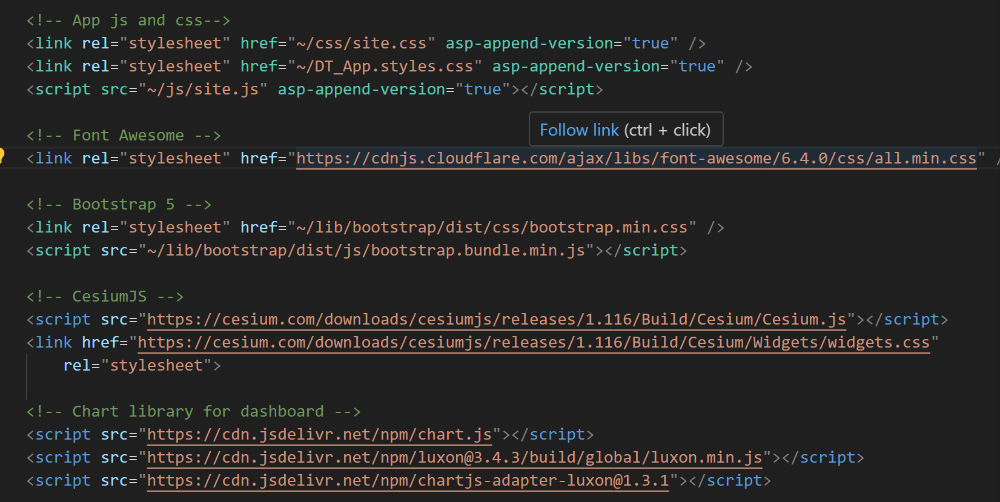 <!-- App js and css-->
<link rel="stylesheet" href="~/css/site.css" asp-append-version="true" />
<link rel="stylesheet" href="~/DT_App.styles.css" asp-append-version="true" />
<script src="~/js/site.js" asp-append-version="true"></script>
Follow link (ctrl + click)
<!-- Font Awesome -->
<link rel="stylesheet" href="https://cdnjs.cloudflare.com/ajax/libs/font-awesome/6.4.0/css/all.min.css" /
<!-- Bootstrap 5 -->
<link rel="stylesheet" href="~/lib/bootstrap/dist/css/bootstrap.min.css" />
<script src="~/lib/bootstrap/dist/js/bootstrap.bundle.min.js"></script>
<!-- CesiumJS -->
<script src="https://cesium.com/downloads/cesiumjs/releases/1.116/Build/Cesium/Cesium.js"></script>
<link href="https://cesium.com/downloads/cesiumjs/releases/1.116/Build/Cesium/Widgets/widgets.css"
rel="stylesheet">
<!-- Chart library for dashboard -->
<script src="https://cdn.jsdelivr.net/npm/chart.js"></script>
<script src="https://cdn.jsdelivr.net/npm/luxon@3.4.3/build/global/luxon.min.js"></script>
<script src="https://cdn.jsdelivr.net/npm/chartjs-adapter-luxon@1.3.1"></script>